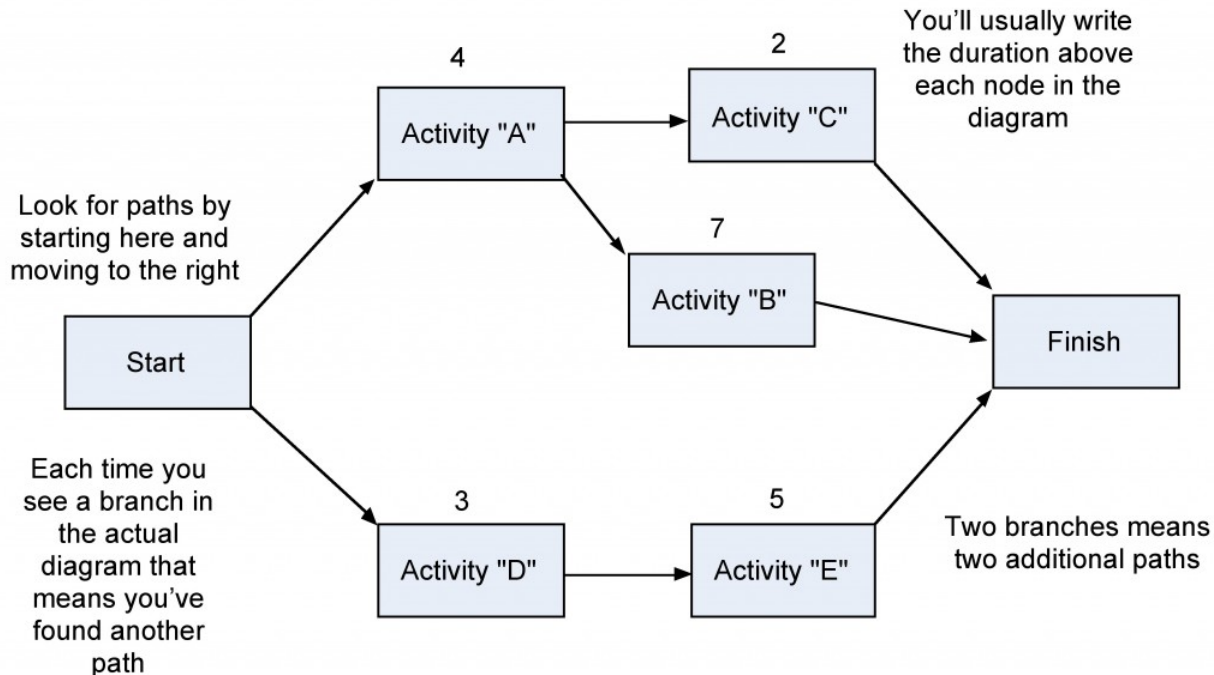 You'll usually write
the duration above
each node in the
diagram
2
4
Activity "C"
Activity "A"
Look for paths by
starting here and
moving to the right
7
Activity "B"
Start
Finish
Each time you
see a branch in
the actual
diagram that
means you've
found another
path
3
Activity "D"
5
Activity "E"
Two branches means
two additional paths